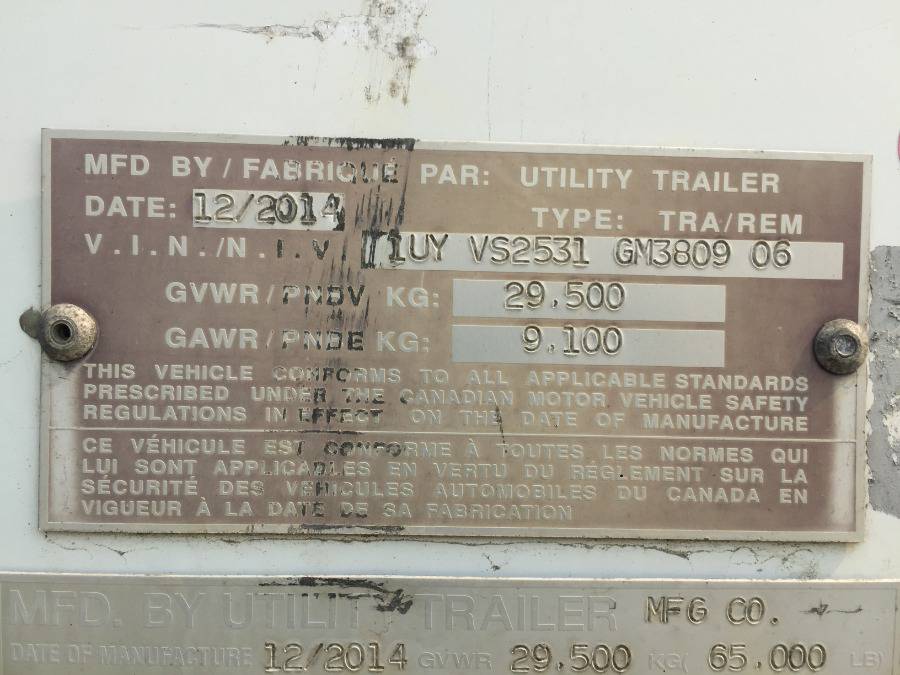 MFD BY / FABRIQUÉ PAR: UTILITY TRAILER
DATE: 12/2014 TYPE: TRA/REM
V.I.N./N.I.V 1UY VS2531 GM3809 06
GVWR/PNBV KG: 29.500
GAWR/PNBE KG: 9.100
THIS VEHICLE CONFORMS TO ALL APPLICABLE STANDARDS
PRESCRIBED UNDER THE CANADIAN MOTOR VEHICLE SAFETY
REGULATIONS IN EFFECT ON THE DATE OF MANUFACTURE
CE VÉHICULE EST CONFORME À TOUTES LES NORMES QUI
LUI SONT APPLICABLES EN VERTU DU RÉGLEMENT SUR LA
SÉCURITÉ DES VÉHICULES AUTOMOBILES DU CANADA EN
VIGUEUR À LA DATE DE SA FABRICATION
MFD. BY UTILITY TRAILER MFG CO.
DATE OF MANUFACTURE 12/2014 GVWR 29.500 KG( 65.000 LB)